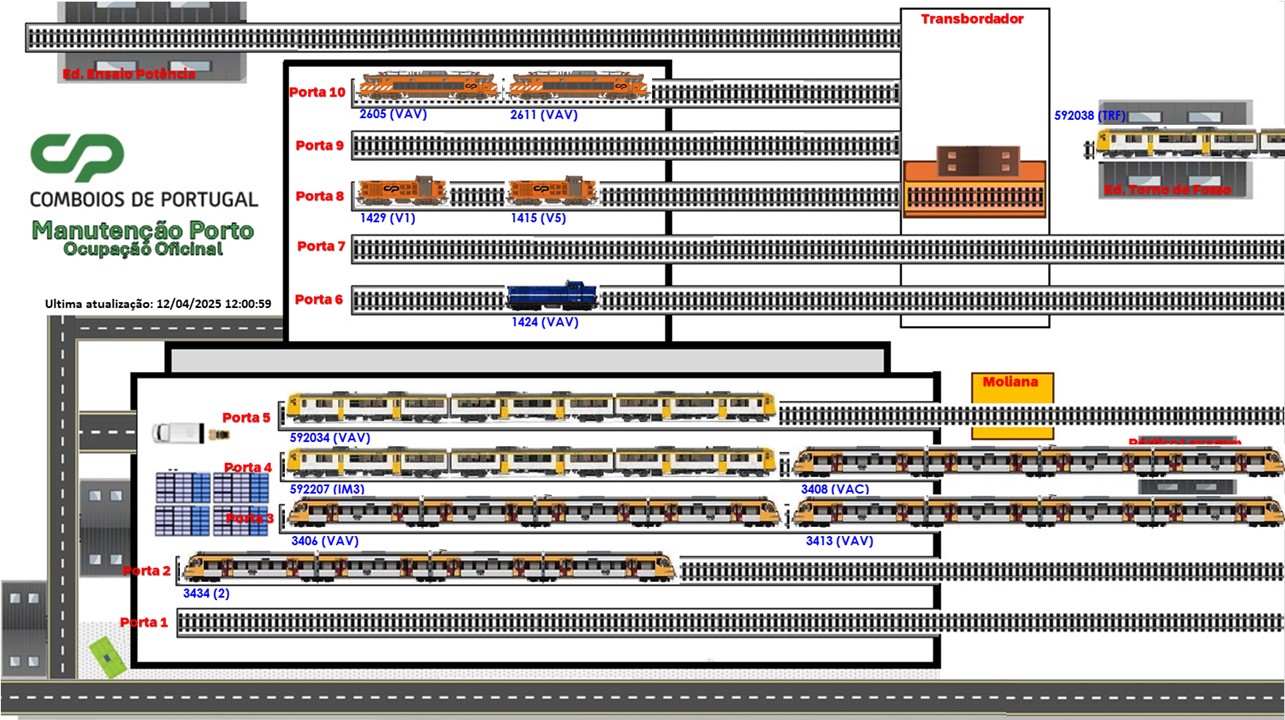 Transbordador
Ed. Ensaio Potência
Porta 10
2605 (VAV)
2611 (VAV)
592038 (TRF)
Porta 9
CP
COMBOIOS DE PORTUGAL
Manutenção Porto
Ocupação Oficinal
Porta 8
1429 (V1)
1415 (V5)
Ed. Torno de Fosso
Porta 7
Ultima atualização: 12/04/2025 12:00:59
Porta 6
1424 (VAV)
Moliana
Porta 5
592034 (VAV)
Porta 4
592207 (IM3)
3408 (VAC)
Porta 3
3406 (VAV)
3413 (VAV)
Porta 2
3434 (2)
Porta 1